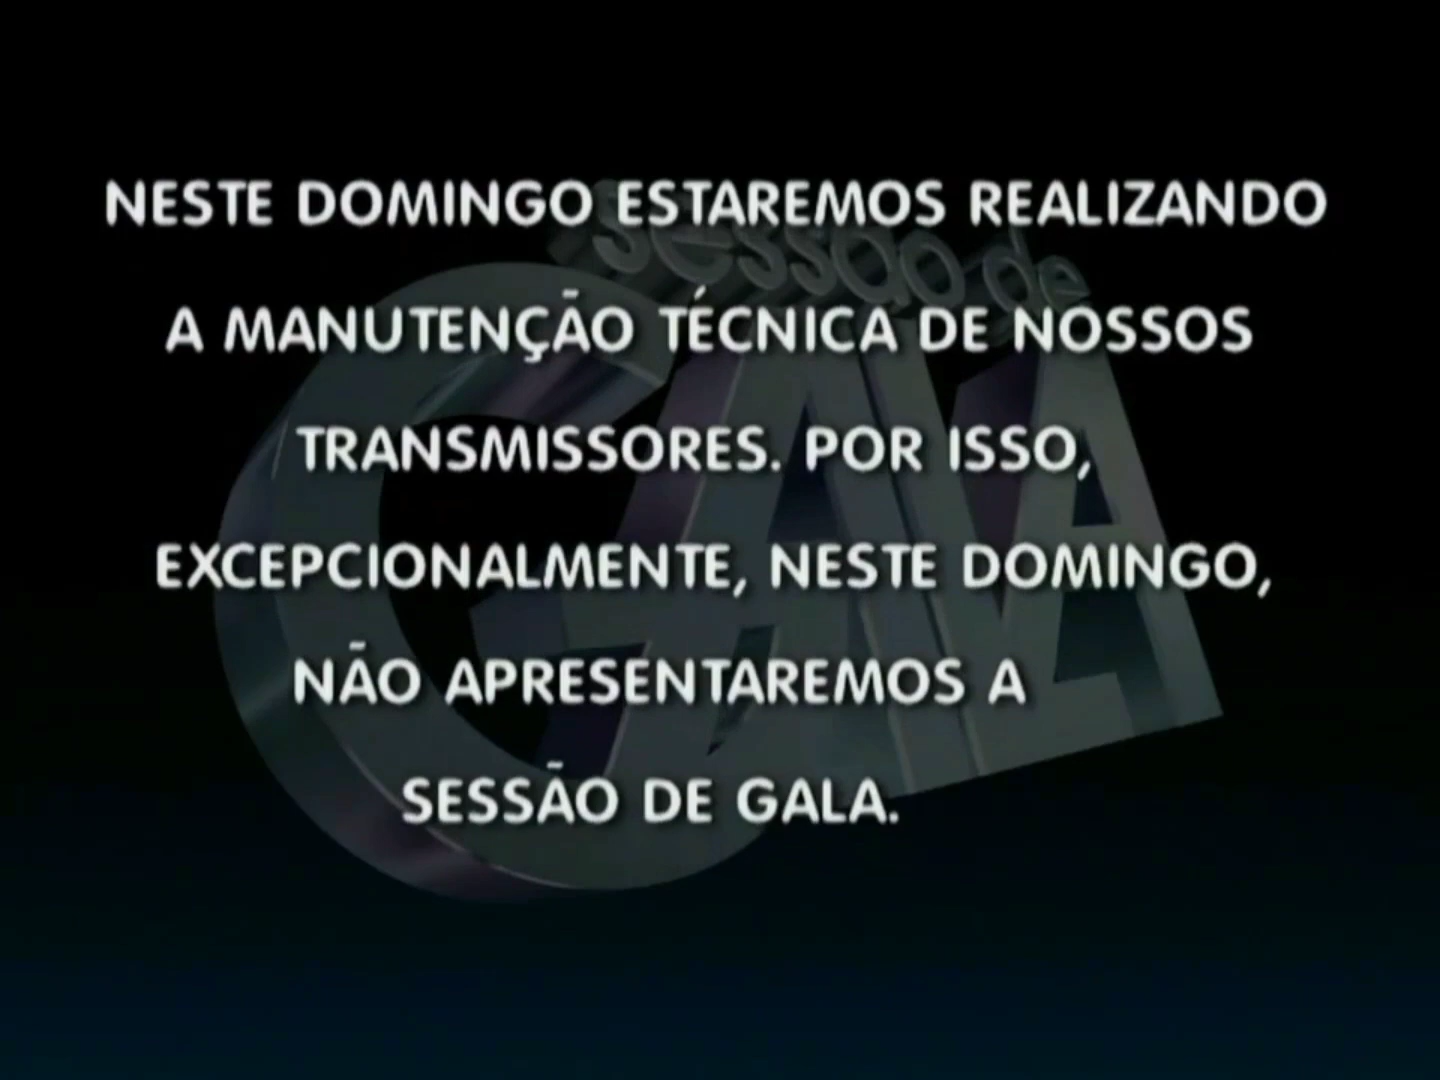 NESTE DOMINGO ESTAREMOS REALIZANDO
A MANUTENÇÃO TÉCNICA DE NOSSOS
TRANSMISSORES. POR ISSO,
EXCEPCIONALMENTE, NESTE DOMINGO,
NÃO APRESENTAREMOS A
SESSÃO DE GALA.
sessão de
GALA